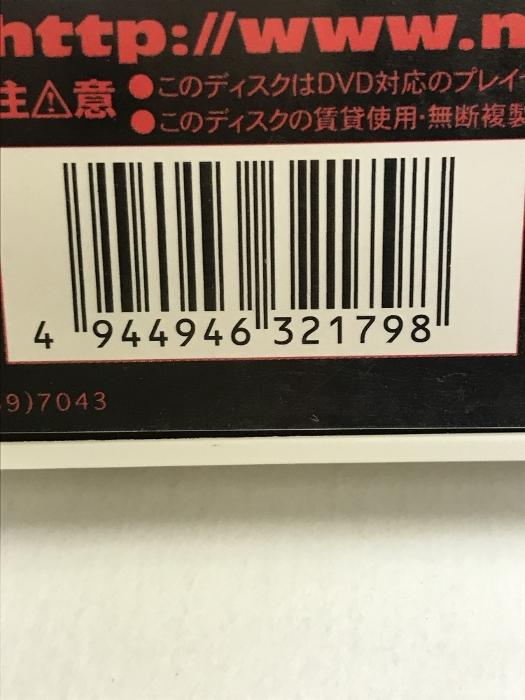 http://www.n
注⚠意 ●このディスクはDVD対応のプレイ
●このディスクの賃貸使用・無断複製
4 944946 321798
9)7043